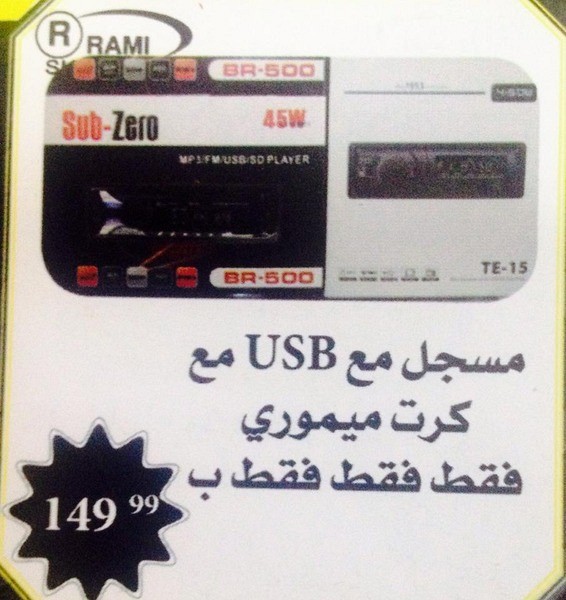 R RAMI
BR-500
Sub-Zero 45W
MP3/FM/USB/SD PLAYER
BR-500
TE-15
مسجل مع USB مع
كرت ميموري
فقط فقط فقط ب
149 99